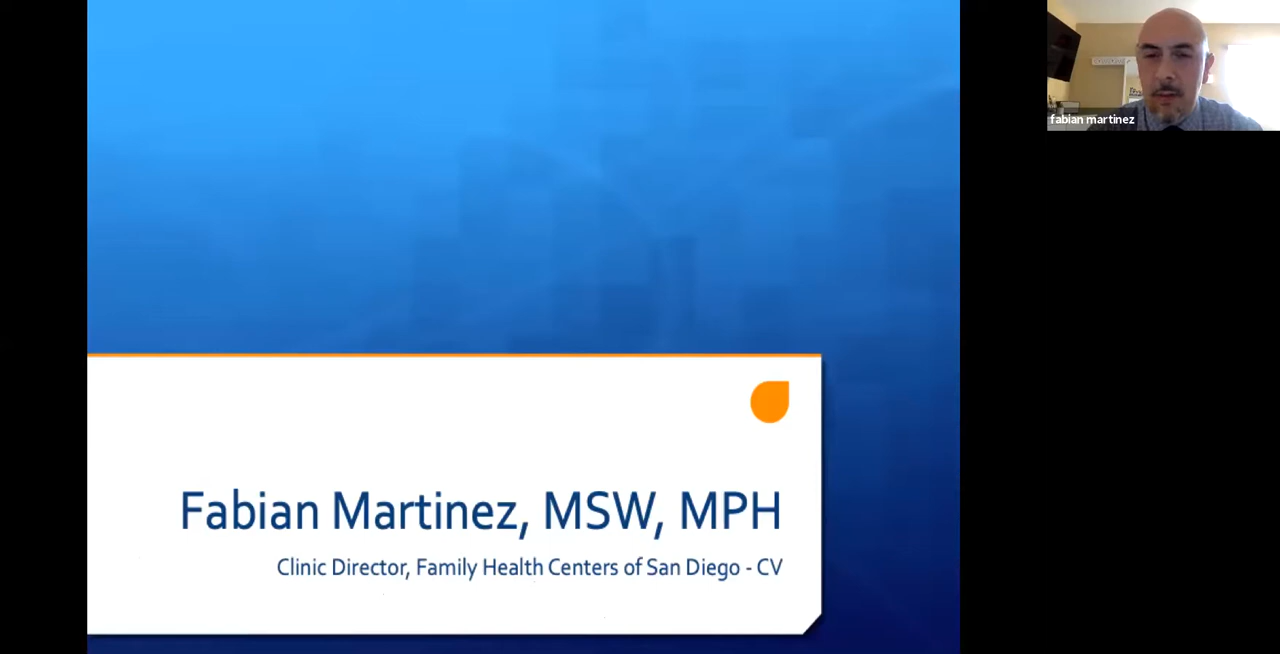 fabian martinez
Fabian Martinez, MSW, MPH
Clinic Director, Family Health Centers of San Diego - CV